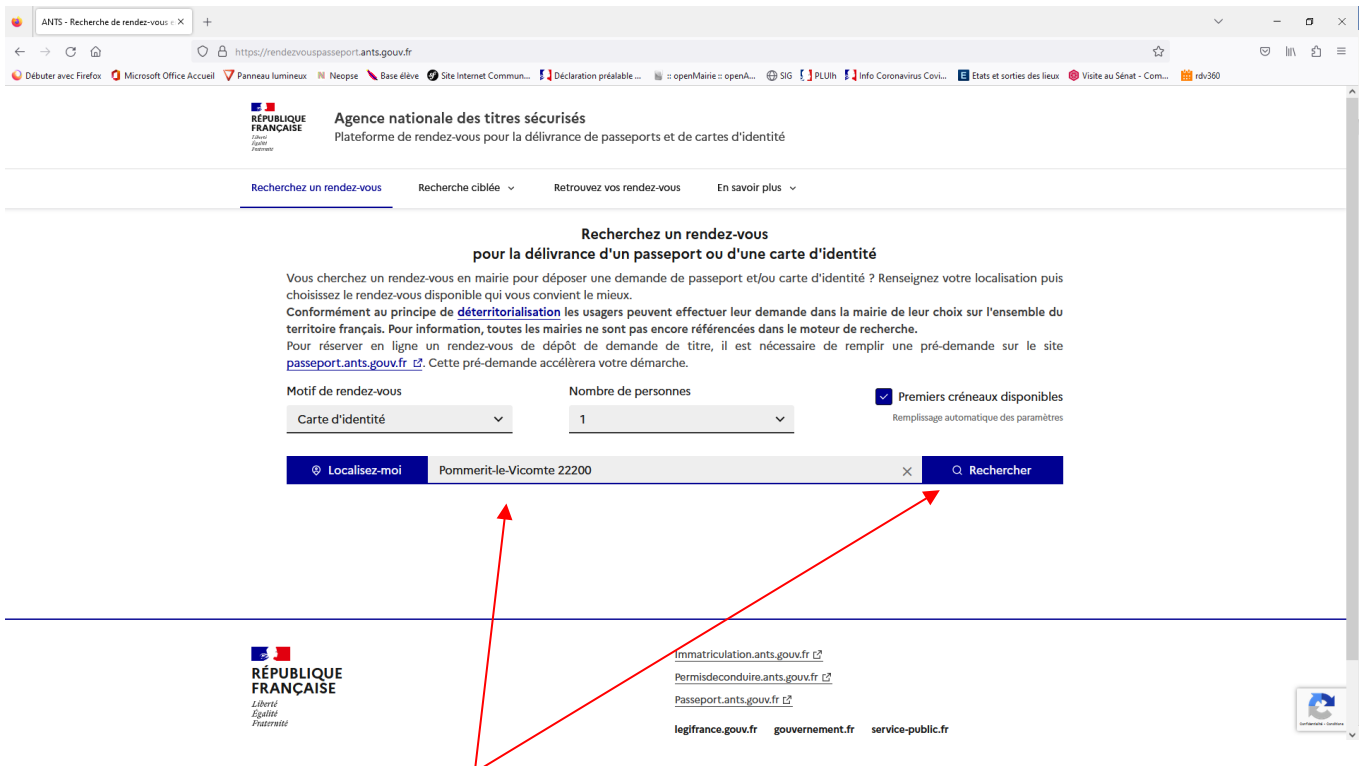 ANTS - Recherche de rendez-vous e
https://rendezvouspasseport.ants.gouv.fr
Débuter avec Firefox Microsoft Office Accueil Panneau lumineux Neopse Base élève Site Internet Commun... Déclaration préalable ... :: openMairie :: openA... SIG PLUIh Info Coronavirus Covi... Etats et sorties des lieux Visite au Sénat - Com... rdv360
RÉPUBLIQUE
FRANÇAISE
Liberté
Égalité
Fraternité
Agence nationale des titres sécurisés
Plateforme de rendez-vous pour la délivrance de passeports et de cartes d'identité
Recherchez un rendez-vous Recherche ciblée Retrouvez vos rendez-vous En savoir plus
Recherchez un rendez-vous
pour la délivrance d'un passeport ou d'une carte d'identité
Vous cherchez un rendez-vous en mairie pour déposer une demande de passeport et/ou carte d'identité ? Renseignez votre localisation puis
choisissez le rendez-vous disponible qui vous convient le mieux.
Conformément au principe de déterritorialisation les usagers peuvent effectuer leur demande dans la mairie de leur choix sur l'ensemble du
territoire français. Pour information, toutes les mairies ne sont pas encore référencées dans le moteur de recherche.
Pour réserver en ligne un rendez-vous de dépôt de demande de titre, il est nécessaire de remplir une pré-demande sur le site
passeport.ants.gouv.fr. Cette pré-demande accélèrera votre démarche.
Motif de rendez-vous Nombre de personnes
Premiers créneaux disponibles
Carte d'identité 1
Remplissage automatique des paramètres
Localisez-moi Pommerit-le-Vicomte 22200 Rechercher
RÉPUBLIQUE
FRANÇAISE
Liberté
Égalité
Fraternité
Immatriculation.ants.gouv.fr
Permisdeconduire.ants.gouv.fr
Passeport.ants.gouv.fr
legifrance.gouv.fr gouvernement.fr service-public.fr
Confidentialité - Conditions